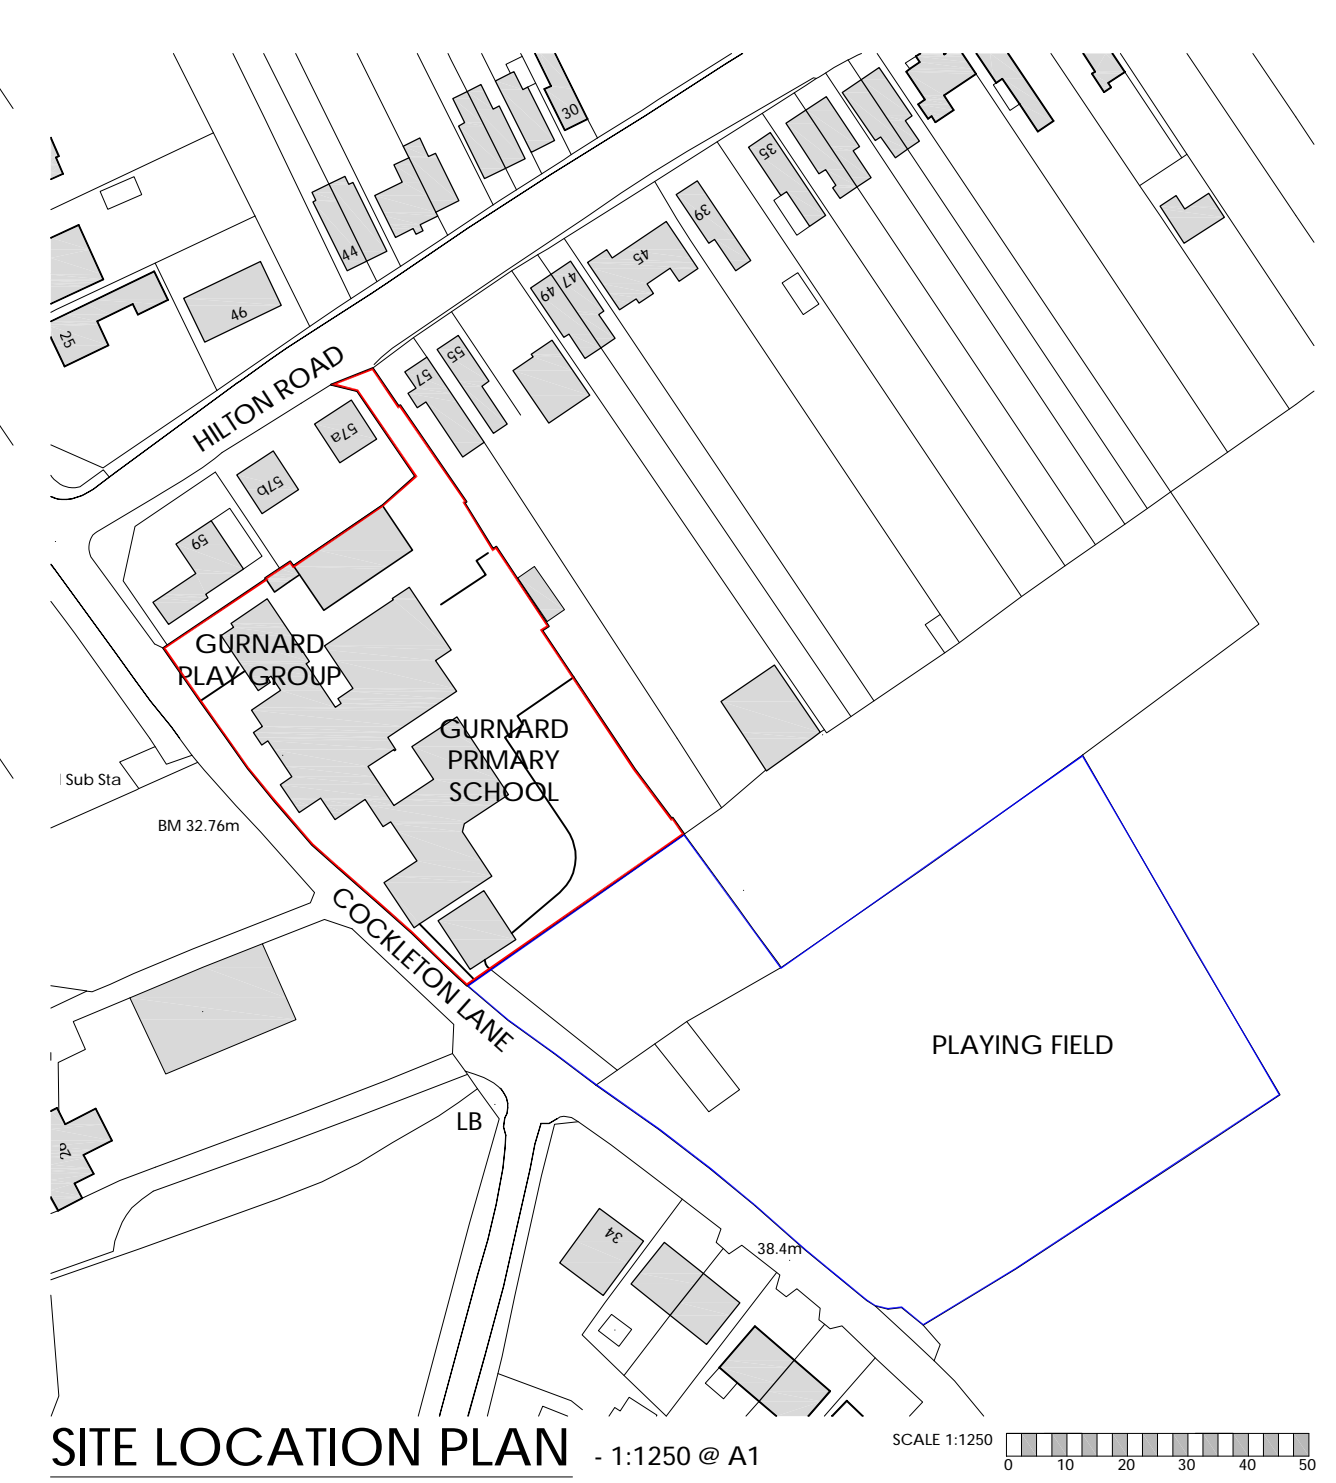 30
35
39
44
45
47
49
46
25
55
57
HILTON ROAD
57a
57b
59
GURNARD
PLAY GROUP
GURNARD
PRIMARY
SCHOOL
Sub Sta
BM 32.76m
COCKLETON LANE
PLAYING FIELD
LB
34
38.4m
SITE LOCATION PLAN - 1:1250 @ A1
SCALE 1:1250
0 10 20 30 40 50